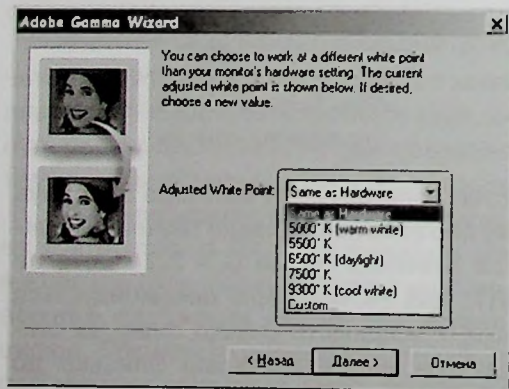 Adobe Gamma Wizard
You can choose to work at a different white point
than your monitor's hardware setting. The current
adjusted white point is shown below. If desired,
choose a new value.
Adjusted White Point: Same as Hardware
Same as Hardware
5000° K (warm white)
5500° K
6500° K (daylight)
7500° K
9300° K (cool white)
Custom...
< Назад
Далее >
Отмена